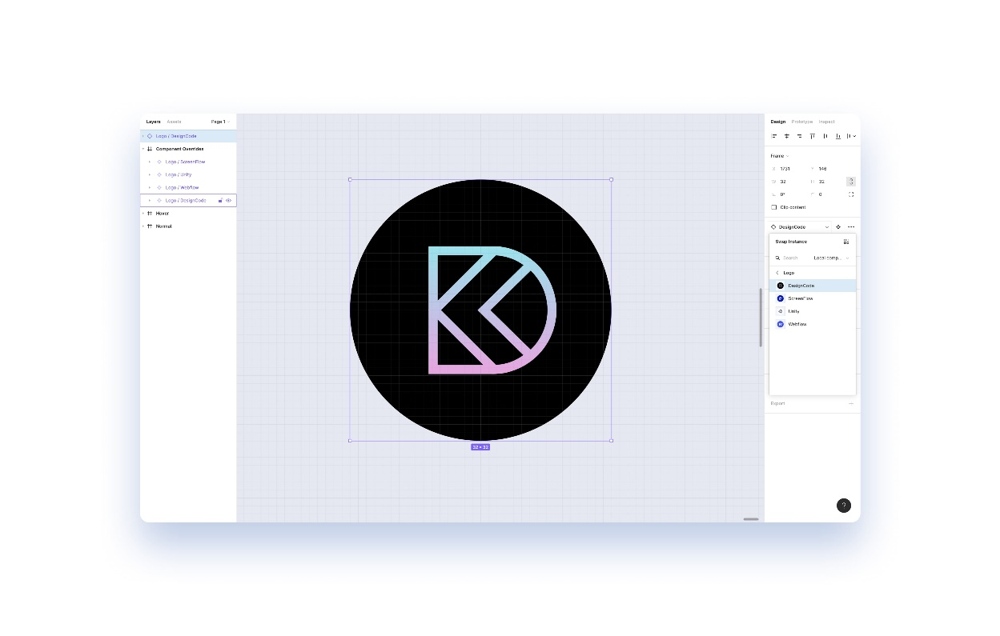 Layers Assets Page 1
Logo / DesignCode
Component Overrides
Logo / ScreenFlow
Logo / Unity
Logo / Webflow
Logo / DesignCode
Hover
Normal
32 × 32
Design Prototype Inspect
Frame
X 1731 Y 146
W 32 H 32
0° 0
Clip content
DesignCode
Swap Instance
Search Local comp...
Logo
DesignCode
ScreenFlow
Unity
Webflow
Export
?